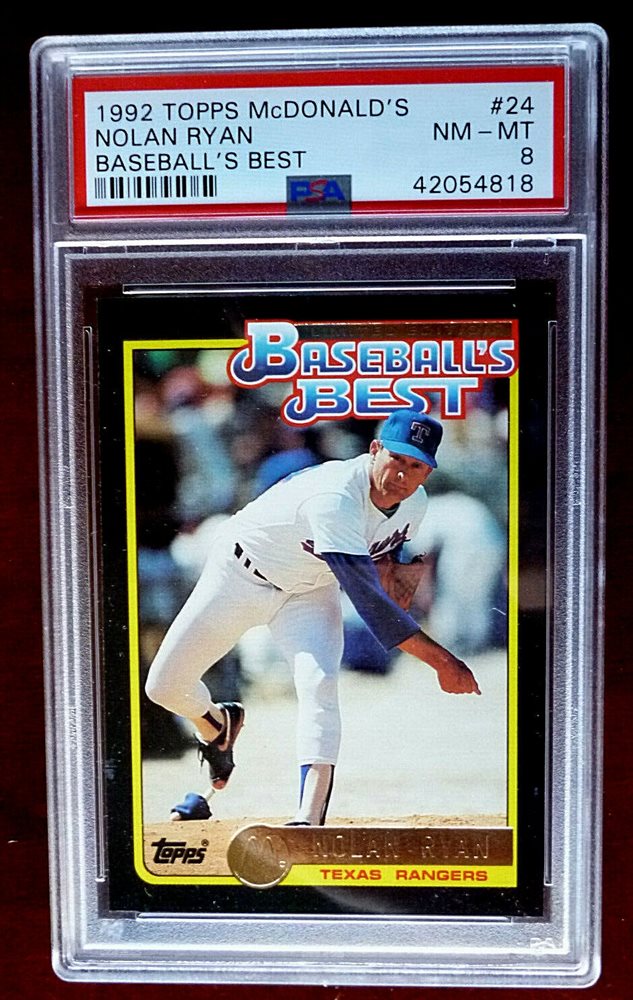 1992 TOPPS McDONALD'S #24
NOLAN RYAN NM – MT
BASEBALL'S BEST 8
PSA 42054818
BASEBALL'S
BEST
T
Topps®
NOLAN RYAN
TEXAS RANGERS